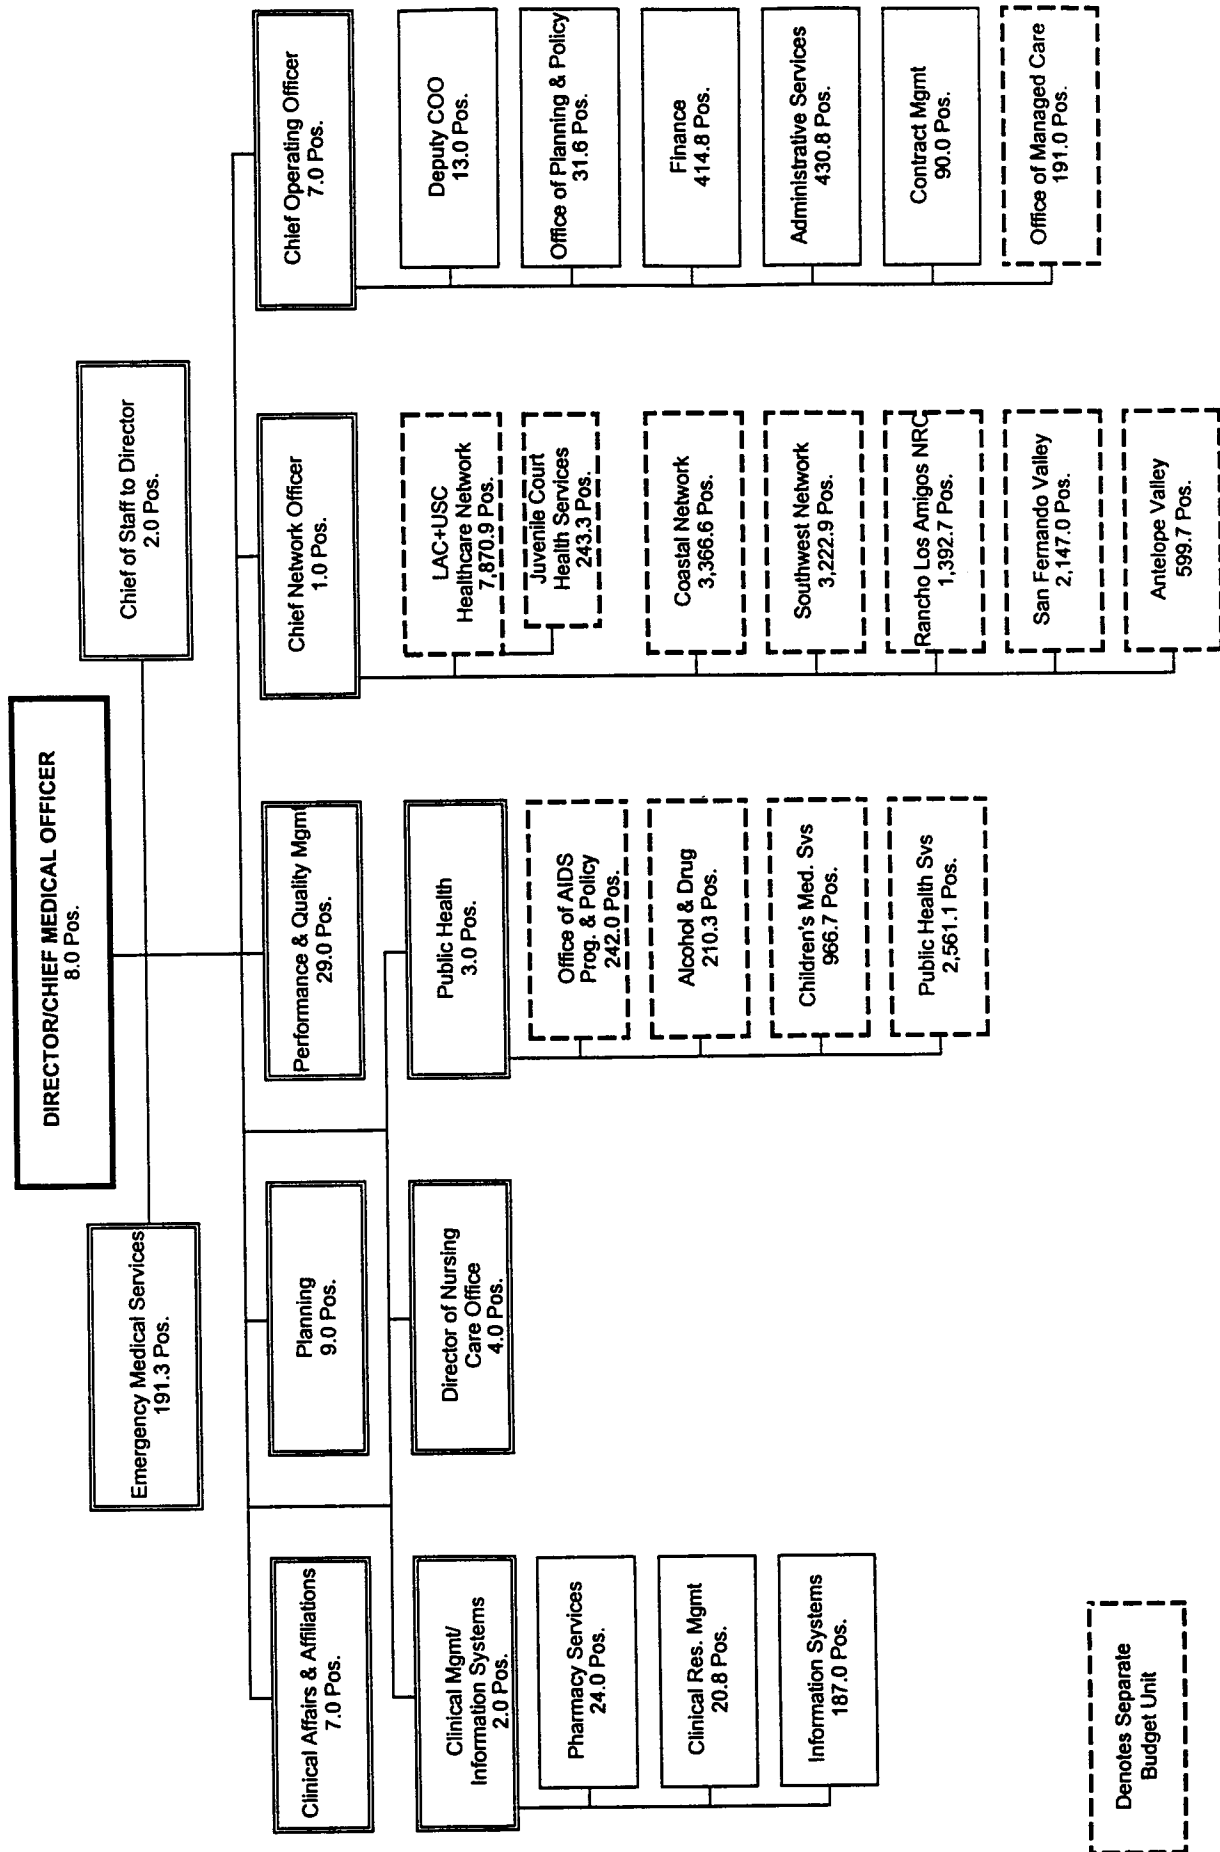 DIRECTOR/CHIEF MEDICAL OFFICER
8.0 Pos.
Emergency Medical Services
191.3 Pos.
Chief of Staff to Director
2.0 Pos.
Clinical Affairs & Affiliations
7.0 Pos.
Planning
9.0 Pos.
Performance & Quality Mgmt
29.0 Pos.
Chief Network Officer
1.0 Pos.
Chief Operating Officer
7.0 Pos.
Clinical Mgmt/
Information Systems
2.0 Pos.
Pharmacy Services
24.0 Pos.
Clinical Res. Mgmt
20.8 Pos.
Information Systems
187.0 Pos.
Director of Nursing
Care Office
4.0 Pos.
Public Health
3.0 Pos.
Office of AIDS
Prog. & Policy
242.0 Pos.
Alcohol & Drug
210.3 Pos.
Children's Med. Svs
966.7 Pos.
Public Health Svs
2,561.1 Pos.
LAC+USC
Healthcare Network
7,870.9 Pos.
Juvenile Court
Health Services
243.3 Pos.
Coastal Network
3,366.6 Pos.
Southwest Network
3,222.9 Pos.
Rancho Los Amigos NRC
1,392.7 Pos.
San Fernando Valley
2,147.0 Pos.
Antelope Valley
599.7 Pos.
Deputy COO
13.0 Pos.
Office of Planning & Policy
31.6 Pos.
Finance
414.8 Pos.
Administrative Services
430.8 Pos.
Contract Mgmt
90.0 Pos.
Office of Managed Care
191.0 Pos.
Denotes Separate
Budget Unit